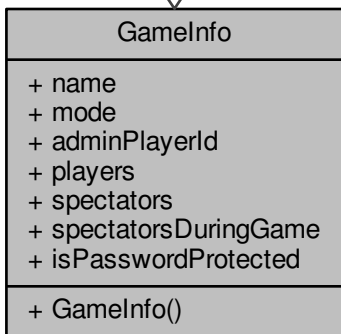 GameInfo
+ name
+ mode
+ adminPlayerId
+ players
+ spectators
+ spectatorsDuringGame
+ isPasswordProtected
+ GameInfo()